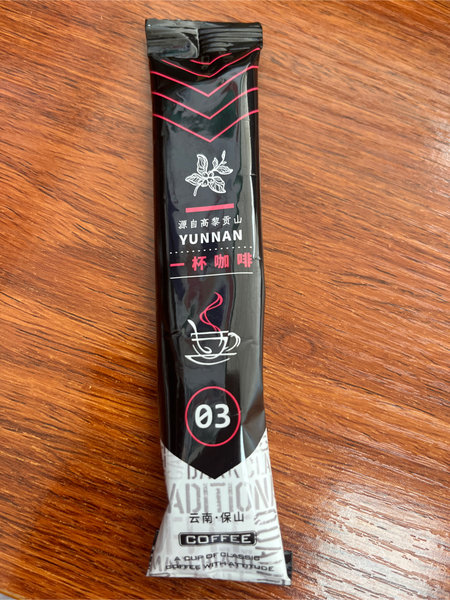 源自高黎贡山
YUNNAN
一杯咖啡
03
ADITION
云南·保山
COFFEE
A CUP OF CLASSIC
COFFEE WITH ATTITUDE